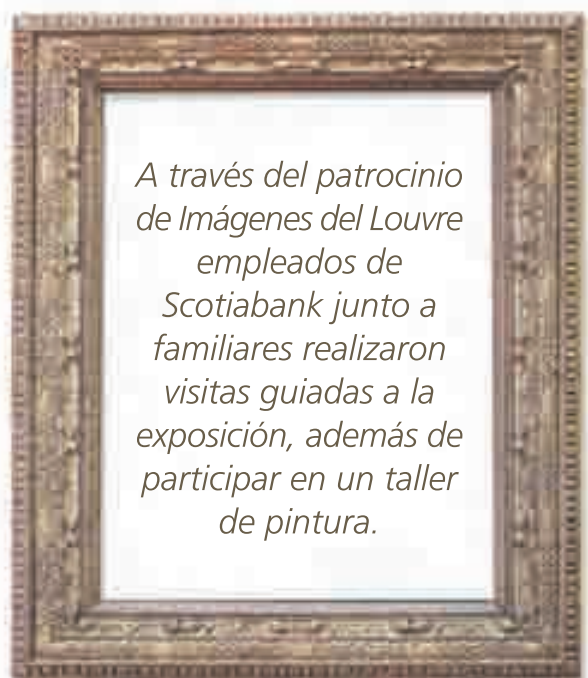 A través del patrocinio
de Imágenes del Louvre
empleados de
Scotiabank junto a
familiares realizaron
visitas guiadas a la
exposición, además de
participar en un taller
de pintura.